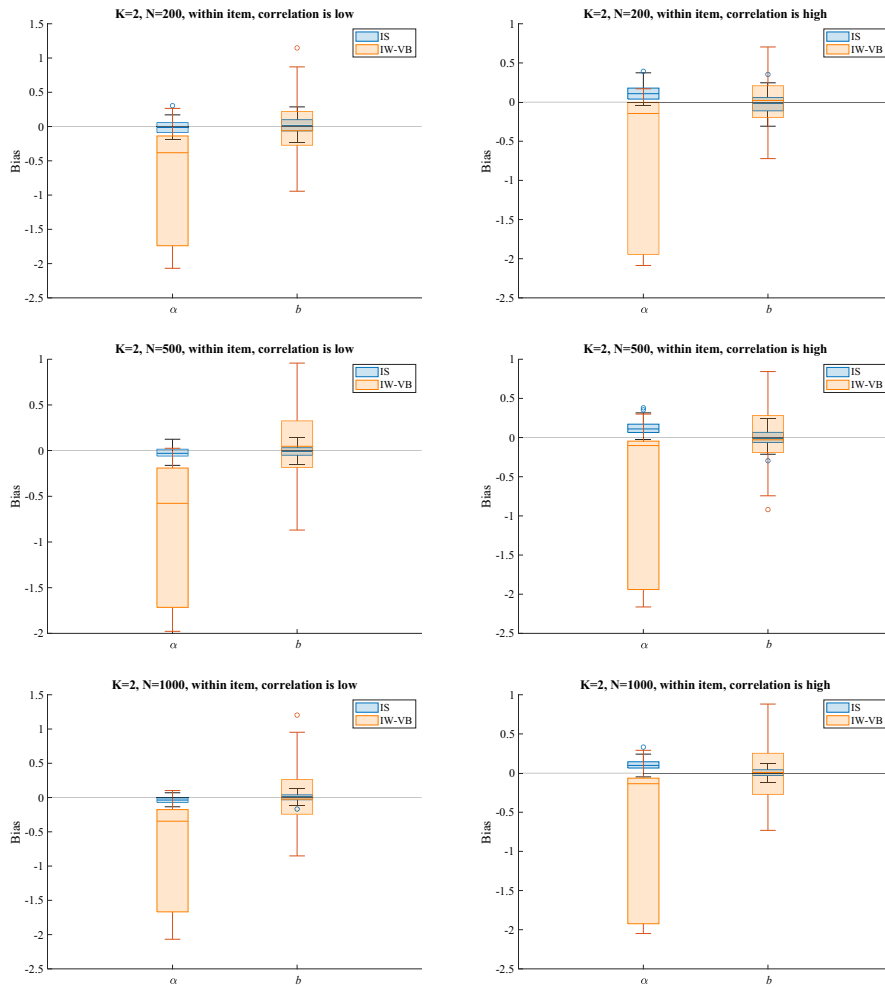 K=2, N=200, within item, correlation is low
1.5
1
0.5
0
-0.5
-1
-1.5
-2
-2.5
Bias
IS
IW-VB
α
b
K=2, N=200, within item, correlation is high
1
0.5
0
-0.5
-1
-1.5
-2
-2.5
Bias
IS
IW-VB
α
b
K=2, N=500, within item, correlation is low
1
0.5
0
-0.5
-1
-1.5
-2
Bias
IS
IW-VB
α
b
K=2, N=500, within item, correlation is high
1
0.5
0
-0.5
-1
-1.5
-2
-2.5
Bias
IS
IW-VB
α
b
K=2, N=1000, within item, correlation is low
1.5
1
0.5
0
-0.5
-1
-1.5
-2
-2.5
Bias
IS
IW-VB
α
b
K=2, N=1000, within item, correlation is high
1
0.5
0
-0.5
-1
-1.5
-2
-2.5
Bias
IS
IW-VB
α
b